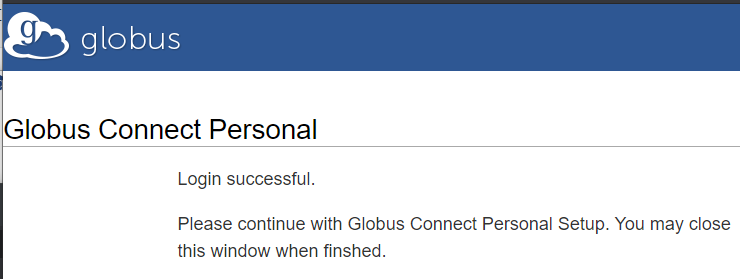 g globus
Globus Connect Personal
Login successful.
Please continue with Globus Connect Personal Setup. You may close
this window when finshed.